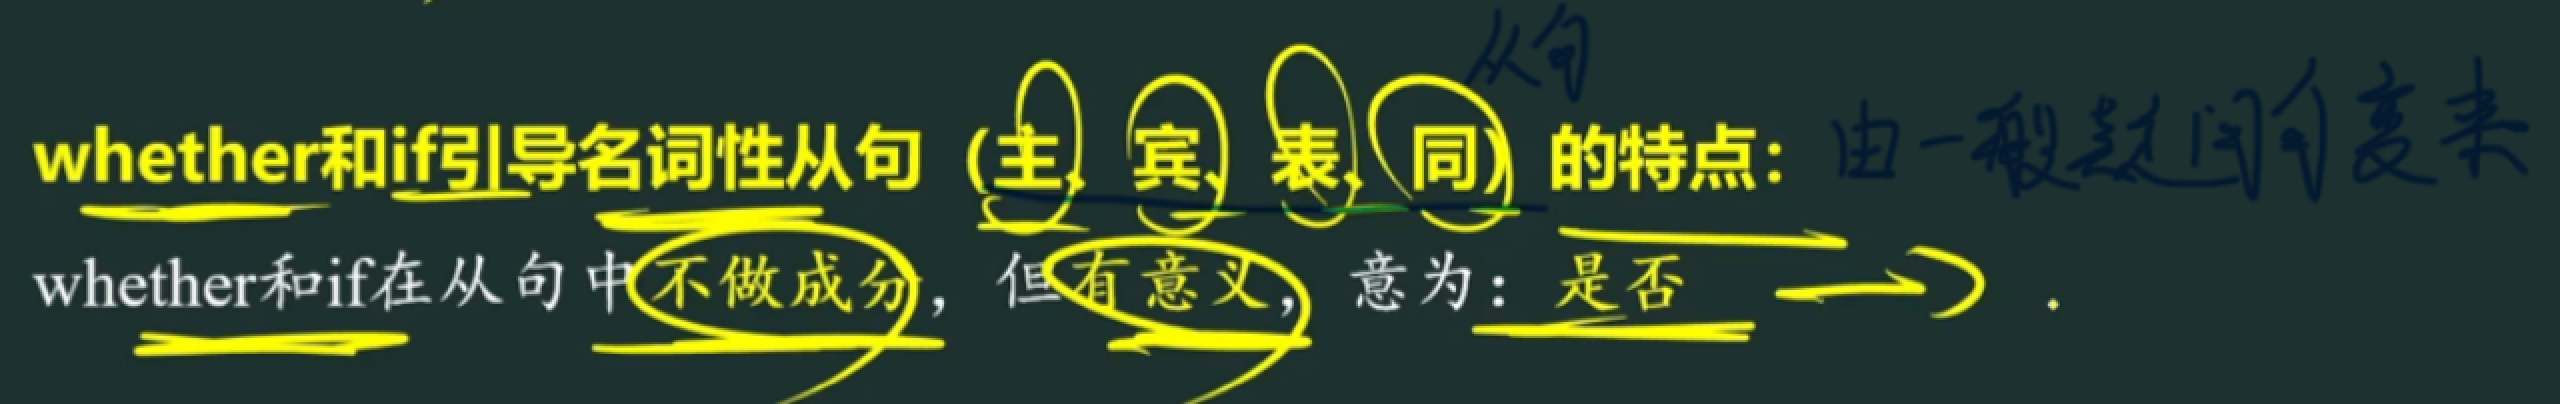 从句
whether和if引导名词性从句（主、宾、表、同）的特点：由一般疑问句变来
whether和if在从句中不做成分，但有意义，意为：是否